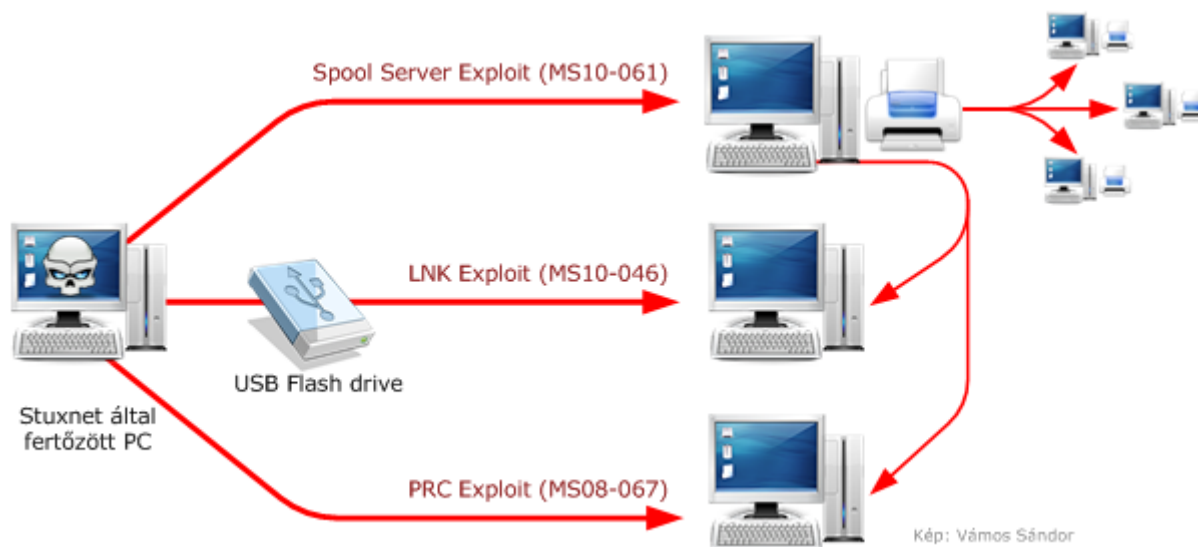 Spool Server Exploit (MS10-061)
LNK Exploit (MS10-046)
USB Flash drive
Stuxnet által
fertőzött PC
PRC Exploit (MS08-067)
Kép: Vámos Sándor